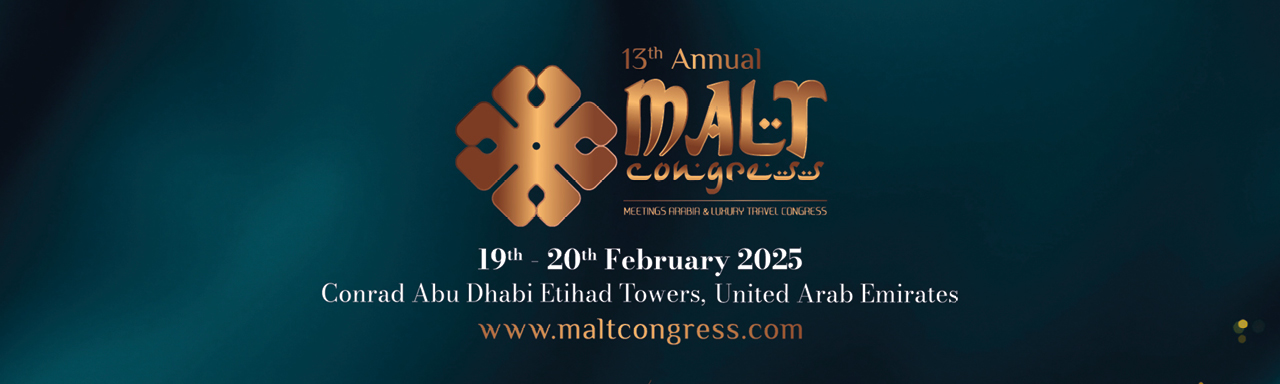 13th Annual
MALT
congress
MEETINGS ARABIA & LUXURY TRAVEL CONGRESS
19th - 20th February 2025
Conrad Abu Dhabi Etihad Towers, United Arab Emirates
www.maltcongress.com